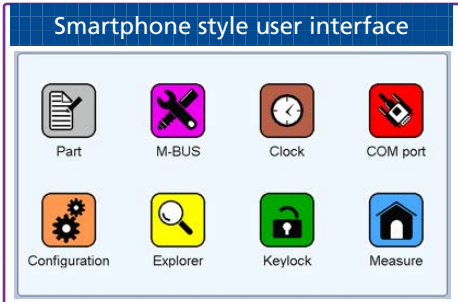 Smartphone style user interface
Part M-BUS Clock COM port
Configuration Explorer Keylock Measure